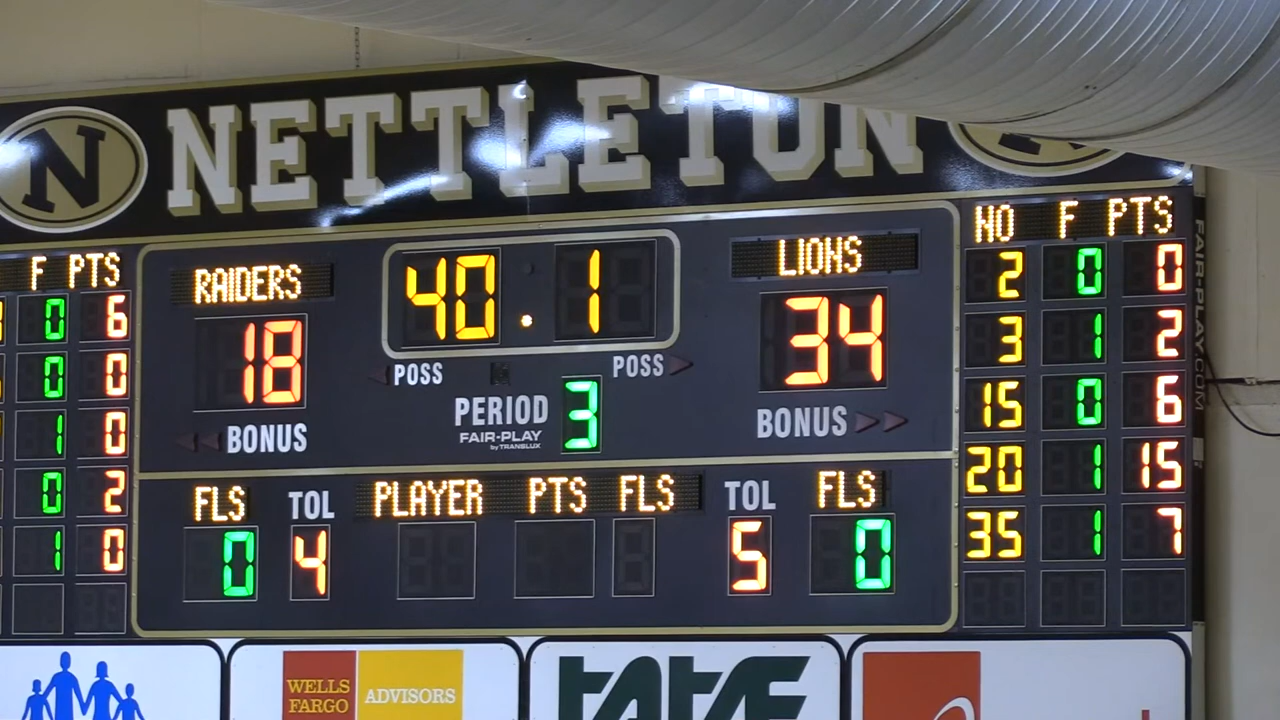 NETTLETON
N
F PTS
0 6
0 0
1 0
0 2
1 0
RAIDERS
18
BONUS
40.1
POSS
POSS
PERIOD 3
FAIR-PLAY
by TRANSLUX
LIONS
34
BONUS
FLS TOL
0 4
PLAYER PTS FLS
TOL FLS
5 0
NO F PTS
2 0 0
3 1 2
15 0 6
20 1 15
35 1 7
FAIR-PLAY.COM
WELLS
FARGO
ADVISORS
TATE